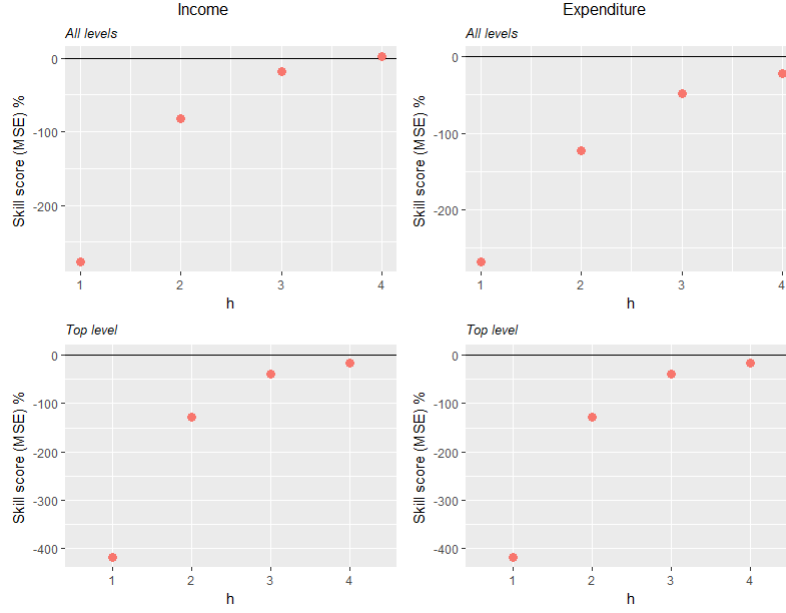 Income
Expenditure
All levels
All levels
Skill score (MSE) %
0
-100
-200
1 2 3 4
h
Skill score (MSE) %
0
-100
-200
1 2 3 4
h
Top level
Top level
Skill score (MSE) %
0
-100
-200
-300
-400
1 2 3 4
h
Skill score (MSE) %
0
-100
-200
-300
-400
1 2 3 4
h